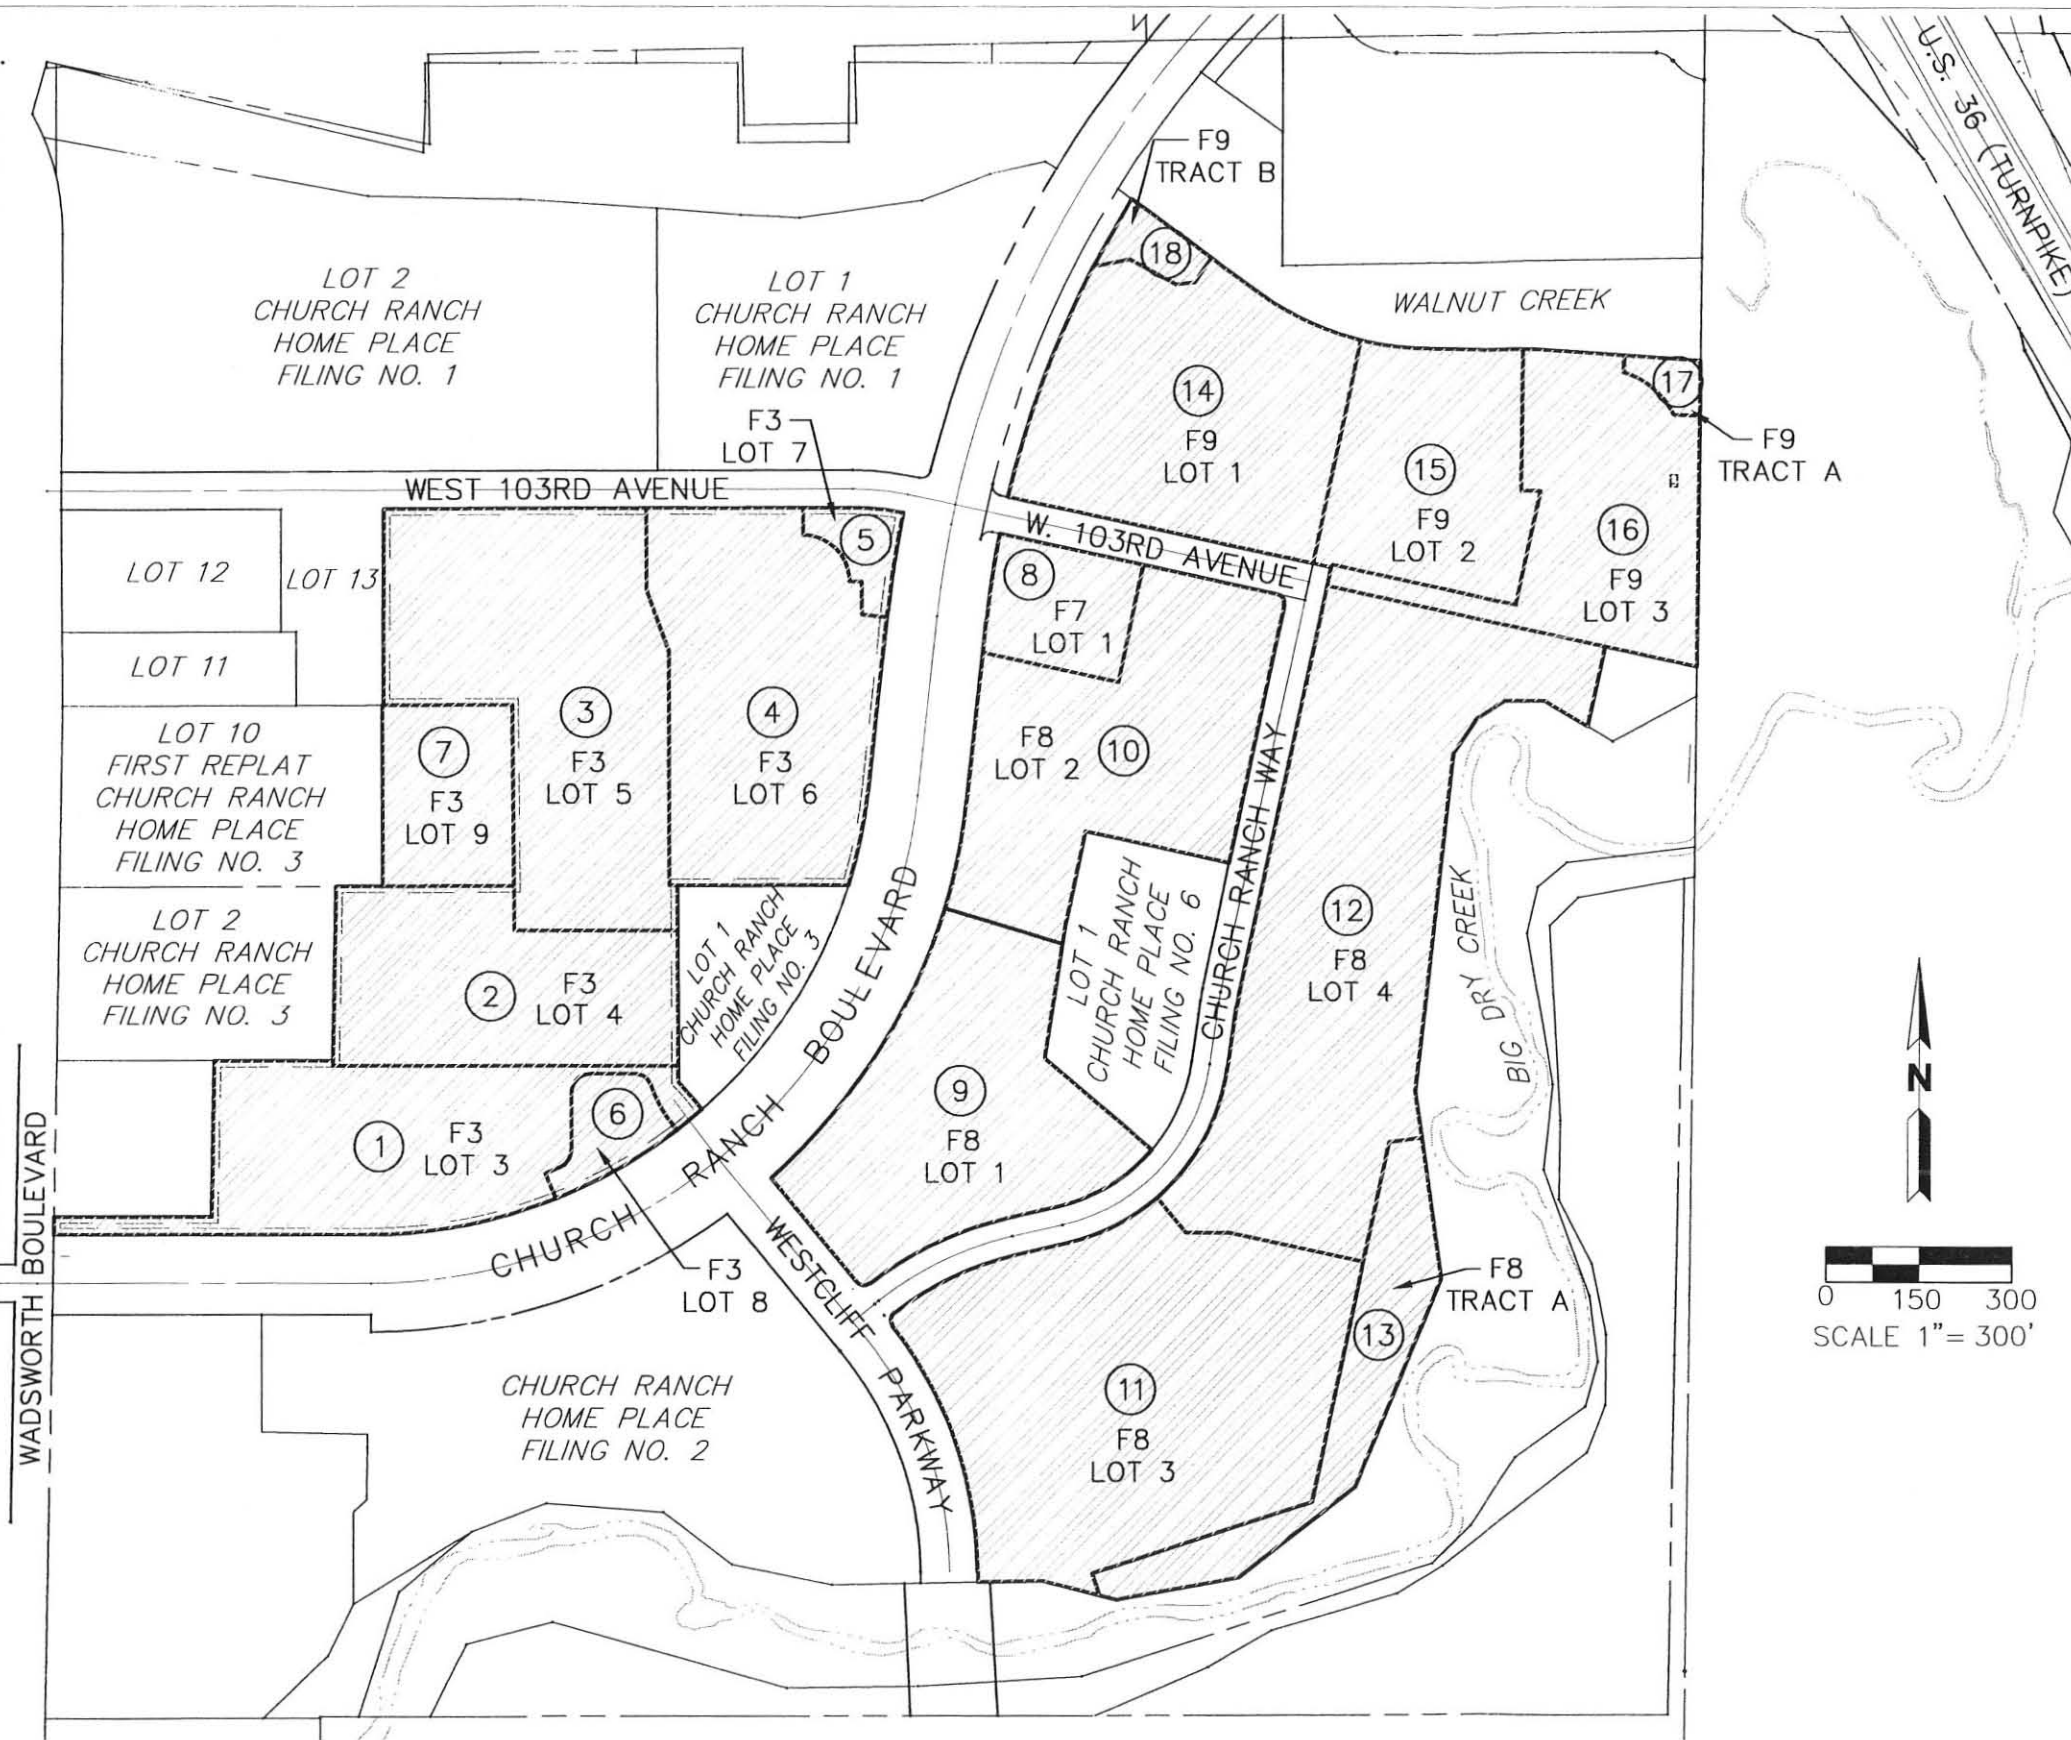 U.S. 36 (TURNPIKE)
F9
TRACT B
18
LOT 2
CHURCH RANCH
HOME PLACE
FILING NO. 1
LOT 1
CHURCH RANCH
HOME PLACE
FILING NO. 1
WALNUT CREEK
14
F9
LOT 1
17
F9
TRACT A
F3
LOT 7
15
F9
LOT 2
16
F9
LOT 3
WEST 103RD AVENUE
W. 103RD AVENUE
5
LOT 12
LOT 13
8
F7
LOT 1
LOT 11
3
F3
LOT 5
4
F3
LOT 6
7
F3
LOT 9
LOT 10
FIRST REPLAT
CHURCH RANCH
HOME PLACE
FILING NO. 3
F8
LOT 2
10
CHURCH RANCH WAY
LOT 2
CHURCH RANCH
HOME PLACE
FILING NO. 3
2
F3
LOT 4
LOT 1
CHURCH RANCH
HOME PLACE
FILING NO. 3
LOT 1
CHURCH RANCH
HOME PLACE
FILING NO. 6
12
F8
LOT 4
BIG DRY CREEK
N
1
F3
LOT 3
6
9
F8
LOT 1
CHURCH RANCH BOULEVARD
WADSWORTH BOULEVARD
F3
LOT 8
WESTCLIFF PARKWAY
F8
TRACT A
13
0 150 300
SCALE 1"= 300'
CHURCH RANCH
HOME PLACE
FILING NO. 2
11
F8
LOT 3